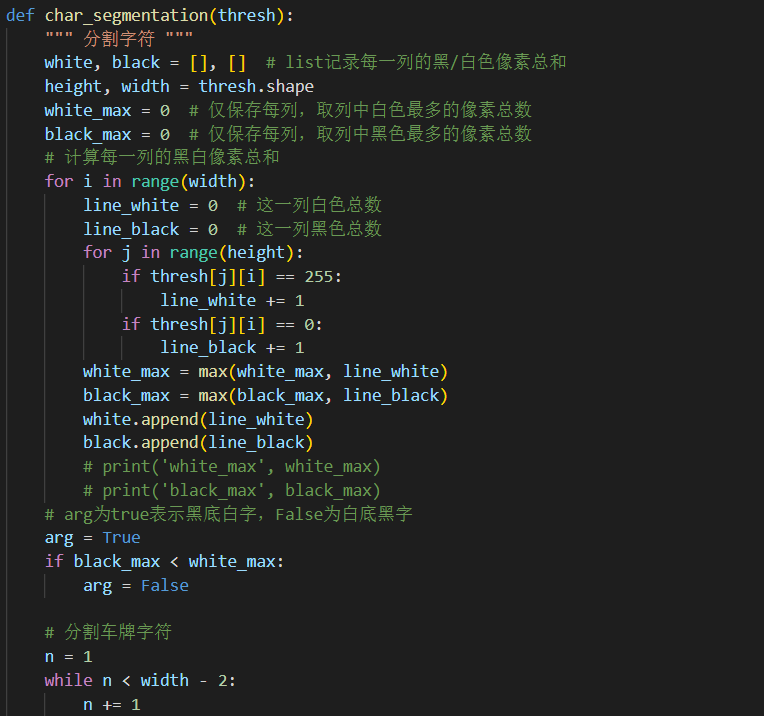 def char_segmentation(thresh):
    """ 分割字符 """
    white, black = [], []  # list记录每一列的黑/白色像素总和
    height, width = thresh.shape
    white_max = 0  # 仅保存每列，取列中白色最多的像素总数
    black_max = 0  # 仅保存每列，取列中黑色最多的像素总数
    # 计算每一列的黑白像素总和
    for i in range(width):
        line_white = 0  # 这一列白色总数
        line_black = 0  # 这一列黑色总数
        for j in range(height):
            if thresh[j][i] == 255:
                line_white += 1
            if thresh[j][i] == 0:
                line_black += 1
        white_max = max(white_max, line_white)
        black_max = max(black_max, line_black)
        white.append(line_white)
        black.append(line_black)
        # print('white_max', white_max)
        # print('black_max', black_max)
    # arg为true表示黑底白字，False为白底黑字
    arg = True
    if black_max < white_max:
        arg = False

    # 分割车牌字符
    n = 1
    while n < width - 2:
        n += 1